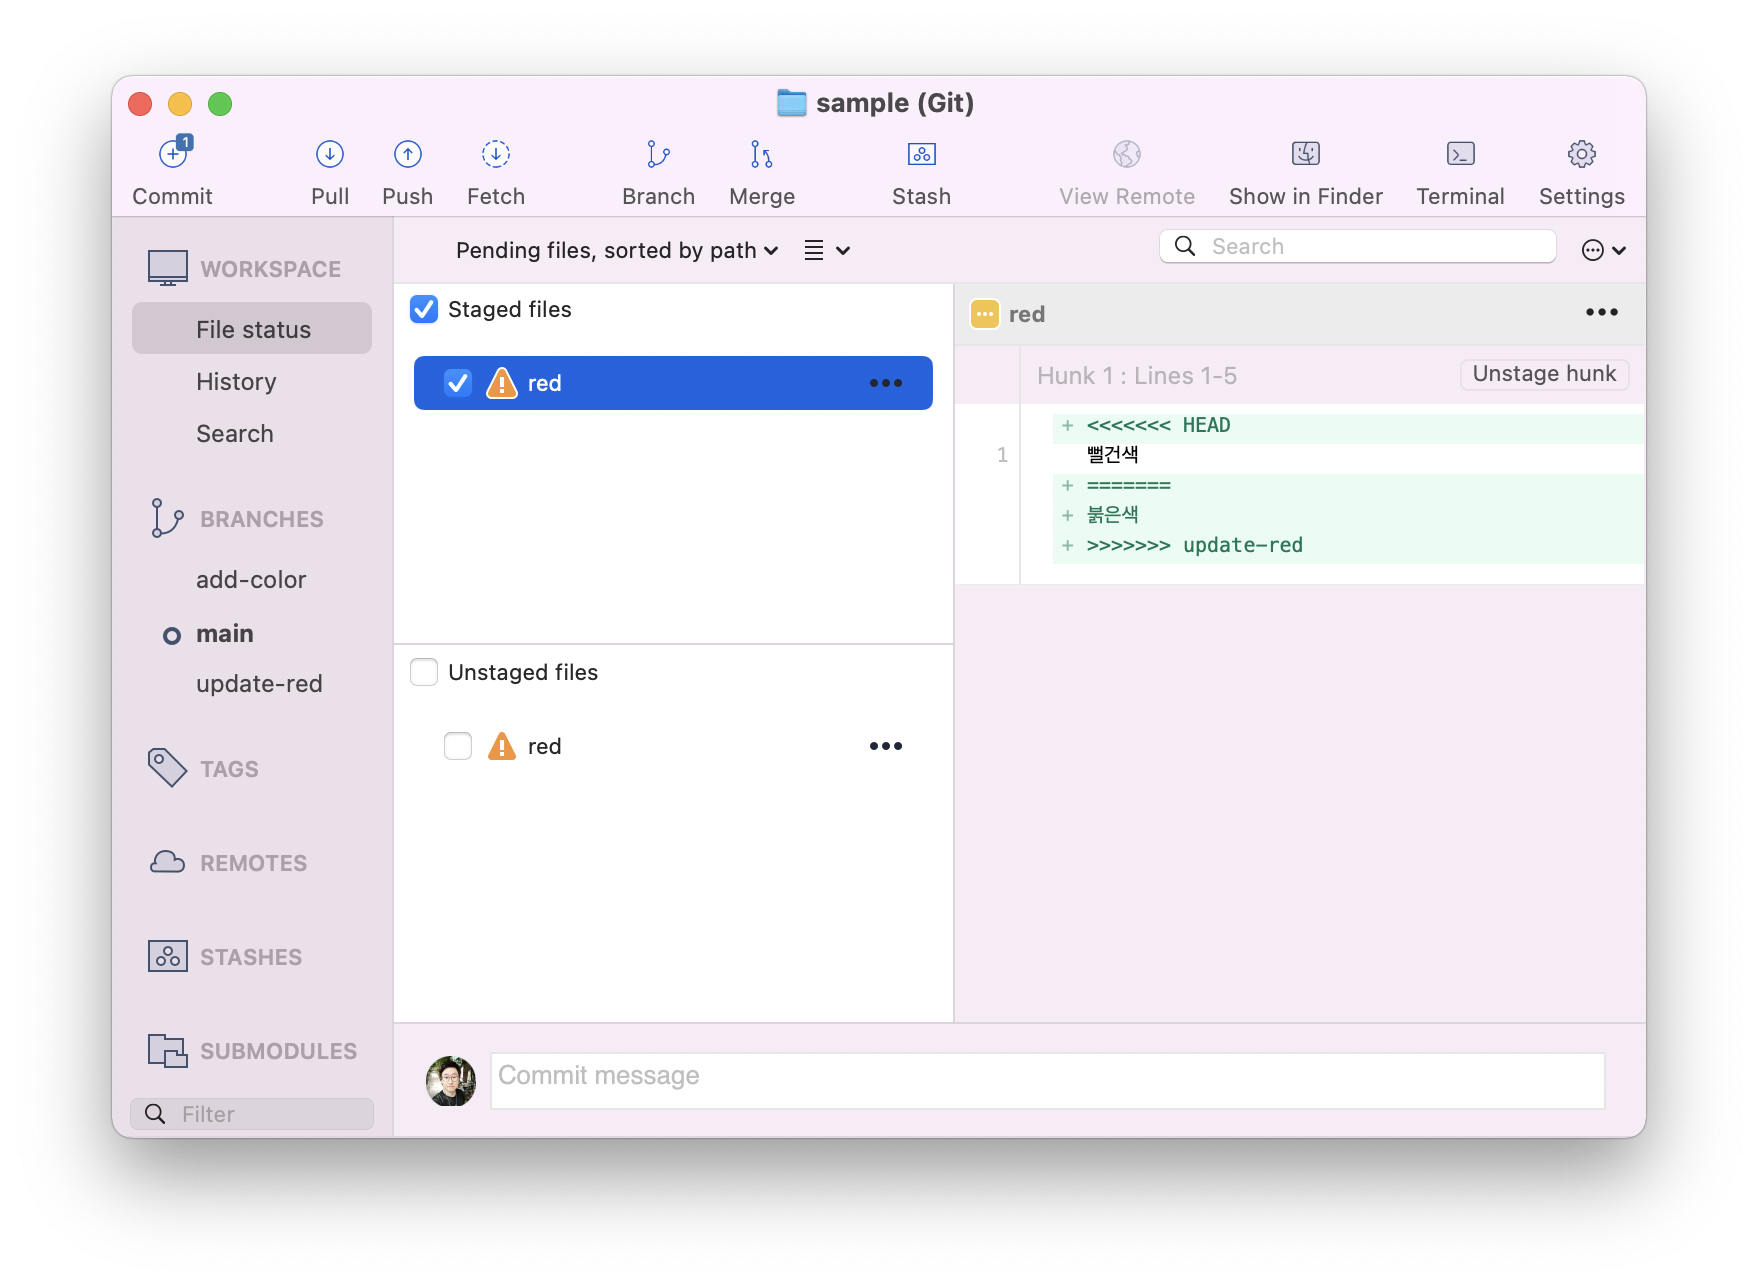 sample (Git)
1
Commit
Pull
Push
Fetch
Branch
Merge
Stash
View Remote
Show in Finder
Terminal
Settings
WORKSPACE
File status
History
Search
BRANCHES
add-color
main
update-red
TAGS
REMOTES
STASHES
SUBMODULES
Filter
Pending files, sorted by path
Search
Staged files
red
Unstaged files
red
red
Hunk 1 : Lines 1-5
Unstage hunk
+ <<<<<<< HEAD
1 뻘건색
+ =======
+ 붉은색
+ >>>>>>> update-red
Commit message